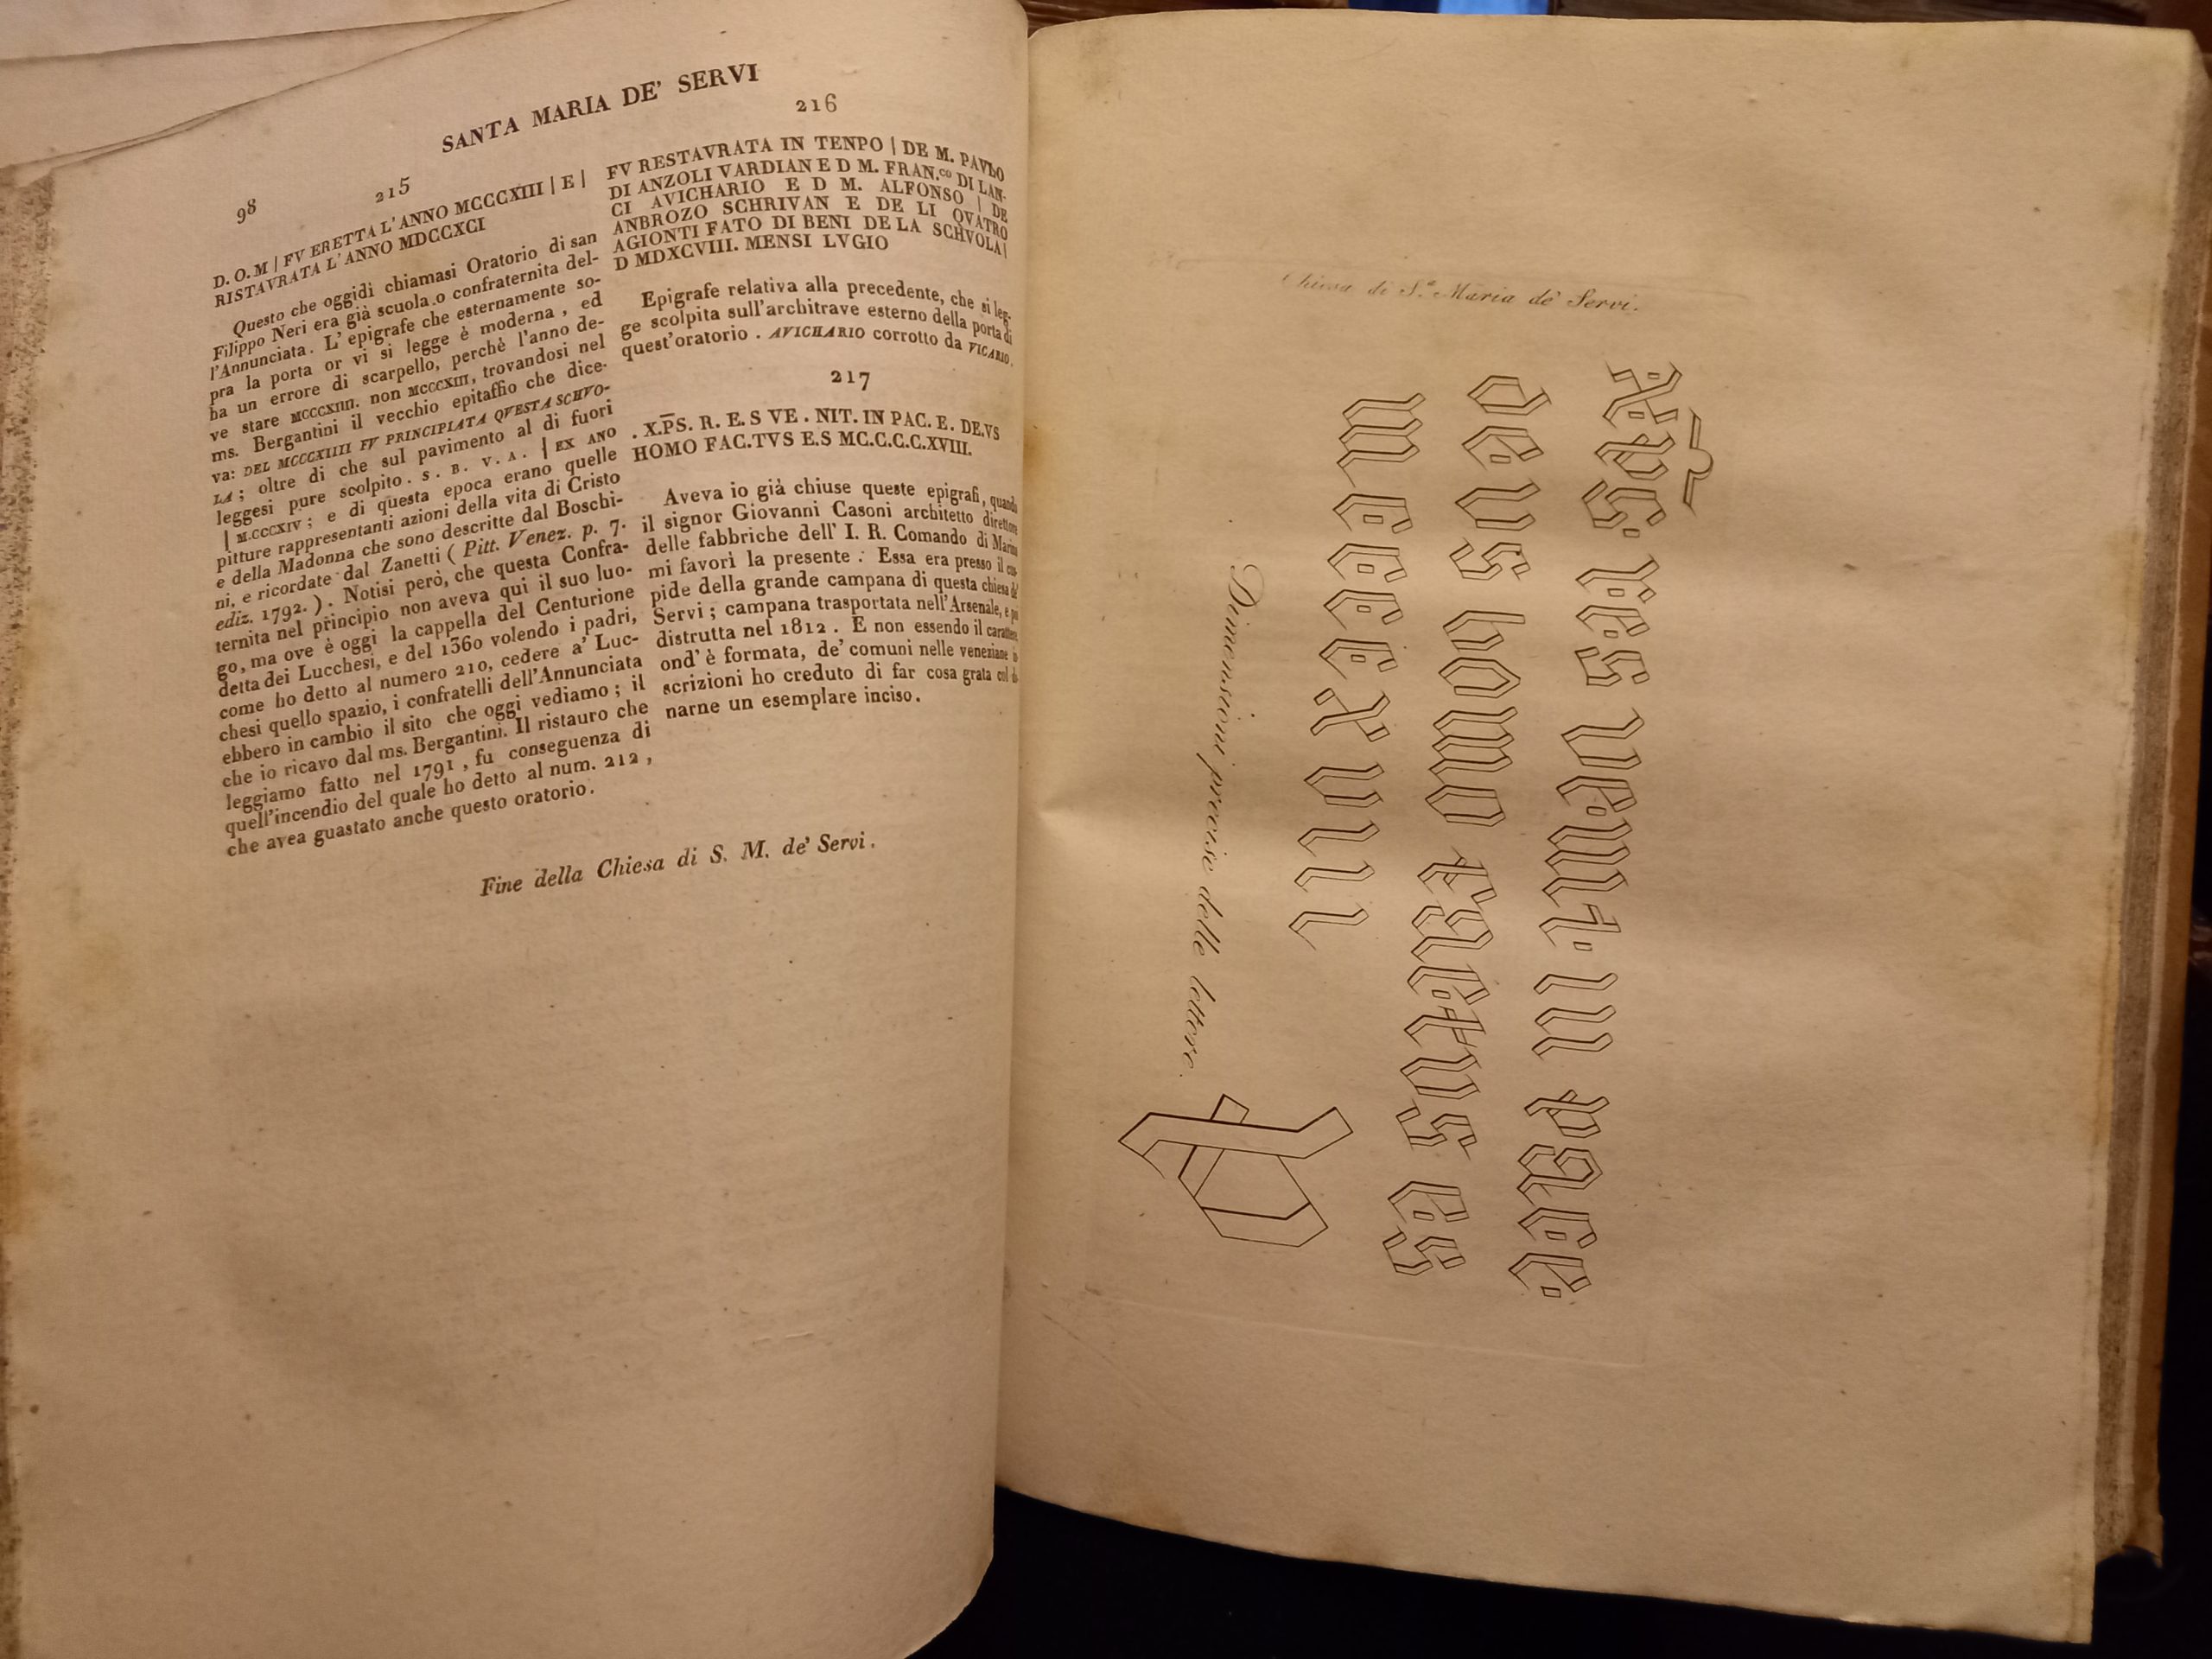 SANTA MARIA DE' SERVI
98
215
D. O. M | FV ERETTA L'ANNO MCCCXIII | E |
RISTAVRATA L'ANNO MDCCXCI
Questo che oggidì chiamasi Oratorio di san
Filippo Neri era già scuola o confraternita del-
l'Annunciata. L'epigrafe che esternamente so-
pra la porta or vi si legge è moderna, ed
ha un errore di scarpello, perchè l'anno de-
ve stare MCCCXIIII. non MCCCXIII, trovandosi nel
ms. Bergantini il vecchio epitaffio che dice-
va: DEL MCCCXIIII FV PRINCIPIATA QVESTA SCHVO-
LA; oltre di che sul pavimento al di fuori
leggesi pure scolpito. S. B. V. A. | EX ANO
| M.CCCXIV; e di questa epoca erano quelle
pitture rappresentanti azioni della vita di Cristo
e della Madonna che sono descritte dal Boschi-
ni, e ricordate dal Zanetti (Pitt. Venez. p. 7.
ediz. 1792.). Notisi però, che questa Confra-
ternita nel principio non aveva qui il suo luo-
go, ma ove è oggi la cappella del Centurione
detta dei Lucchesi, e del 1360 volendo i padri,
come ho detto al numero 210, cedere a' Luc-
chesi quello spazio, i confratelli dell'Annunciata
ebbero in cambio il sito che oggi vediamo; il
che io ricavo dal ms. Bergantini. Il ristauro che
leggiamo fatto nel 1791, fu conseguenza di
quell'incendio del quale ho detto al num. 212,
che avea guastato anche questo oratorio.
216
FV RESTAVRATA IN TENPO | DE M. PAVLO
DI ANZOLI VARDIAN E D M. FRAN.co DI LAN-
CI AVICHARIO E D M. ALFONSO | DE
ANBROZO SCHRIVAN E DE LI QVATRO
AGIONTI FATO DI BENI DE LA SCHVOLA |
D MDXCVIII. MENSI LVGIO
Epigrafe relativa alla precedente, che si leg-
ge scolpita sull'architrave esterno della porta di
quest'oratorio. AVICHARIO corrotto da VICARIO.
217
. XP̅S. R. E. S VE . NIT. IN PAC. E. DE.VS
HOMO FAC.TVS E.S MC.C.C.C.XVIII.
Aveva io già chiuse queste epigrafi, quando
il signor Giovanni Casoni architetto direttore
delle fabbriche dell' I. R. Comando di Marina
mi favorì la presente. Essa era presso il cus-
pide della grande campana di questa chiesa de'
Servi; campana trasportata nell'Arsenale, e poi
distrutta nel 1812. E non essendo il carattere
ond'è formata, de' comuni nelle veneziane in
scrizioni ho creduto di far cosa grata col do-
narne un esemplare inciso.
Fine della Chiesa di S. M. de' Servi.
Chiesa di S.a Maria de' Servi.
xps. res venit in pace
deus homo factus es
mccccxviii
Dimensioni precise delle lettere.